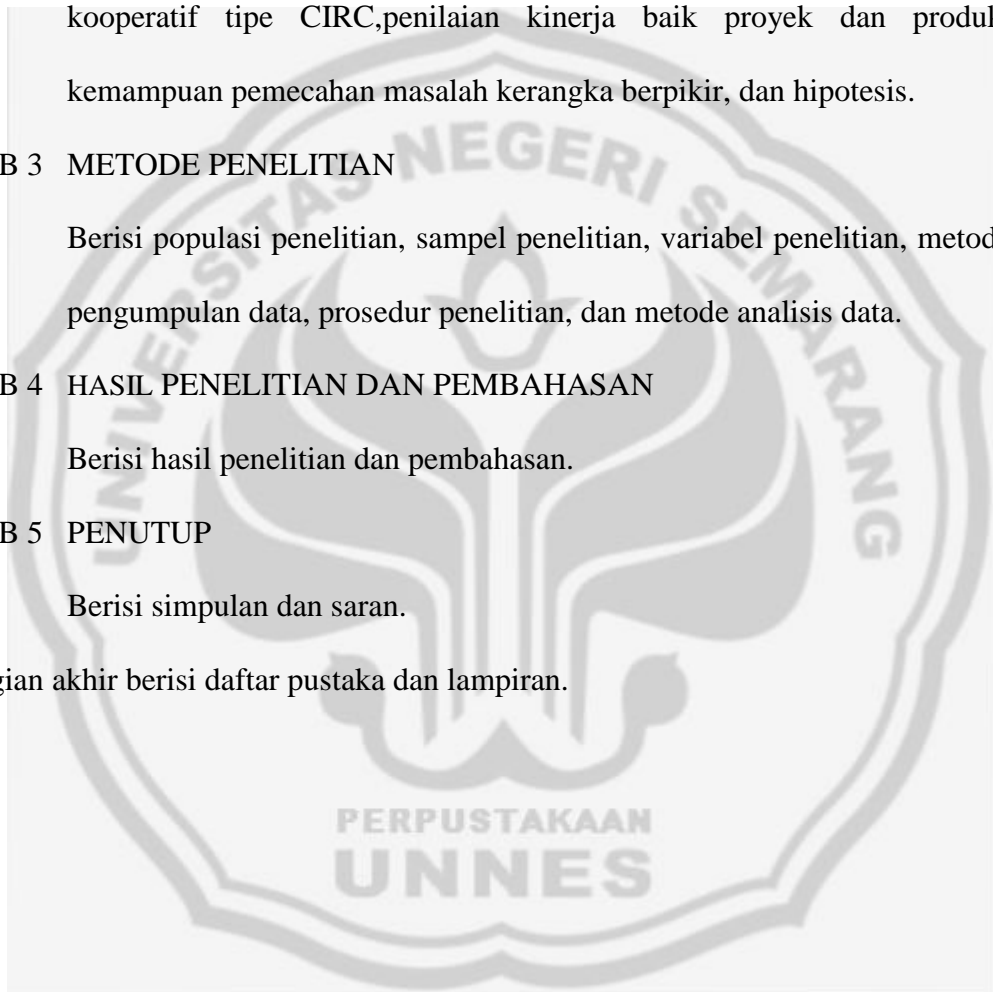 kooperatif tipe CIRC,penilaian kinerja baik proyek dan produk
kemampuan pemecahan masalah kerangka berpikir, dan hipotesis.
B 3 METODE PENELITIAN
Berisi populasi penelitian, sampel penelitian, variabel penelitian, metod
pengumpulan data, prosedur penelitian, dan metode analisis data.
B 4 HASIL PENELITIAN DAN PEMBAHASAN
Berisi hasil penelitian dan pembahasan.
B 5 PENUTUP
Berisi simpulan dan saran.
gian akhir berisi daftar pustaka dan lampiran.
UNIVERSITAS NEGERI SEMARANG
PERPUSTAKAAN
UNNES